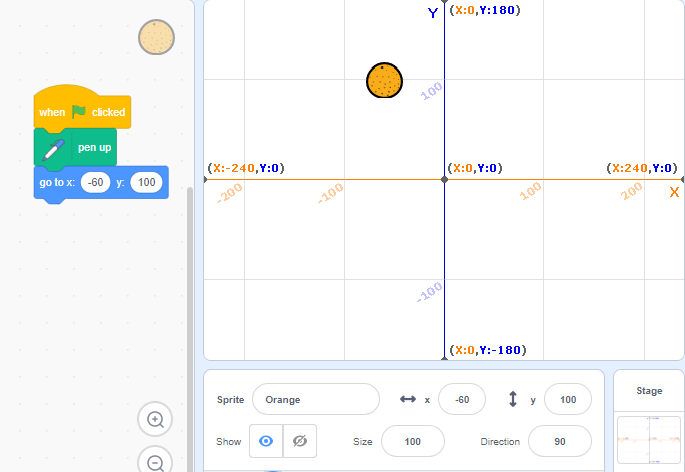 when clicked
pen up
go to x: -60 y: 100
Y
(X:0,Y:180)
100
(X:-240,Y:0)
(X:0,Y:0)
(X:240,Y:0)
-200
-100
100
200
X
-100
(X:0,Y:-180)
Sprite Orange x -60 y 100
Show Size 100 Direction 90
Stage